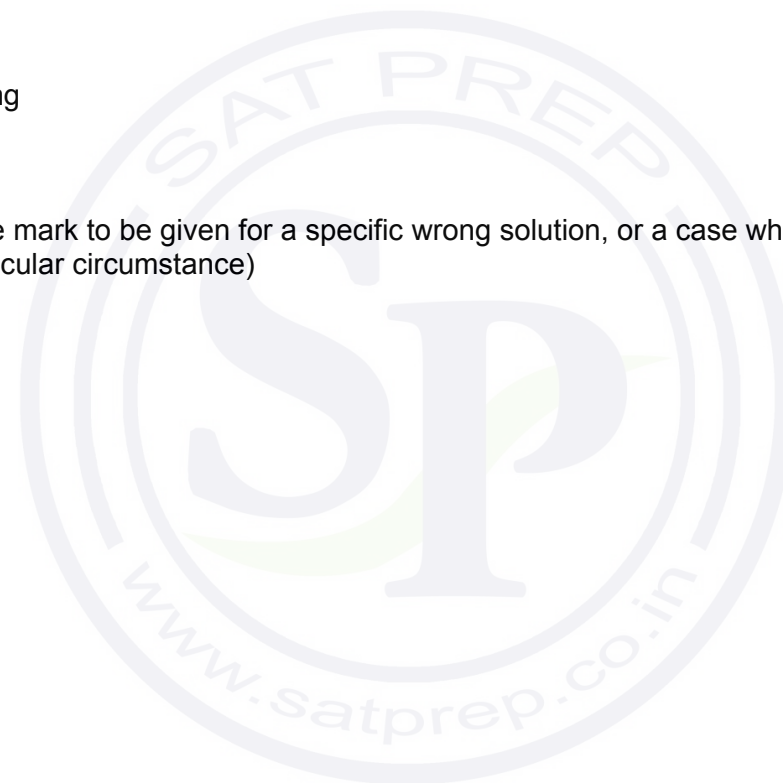 ng
e mark to be given for a specific wrong solution, or a case wh
cular circumstance)
SAT PREP
SP
www.satprep.co.in